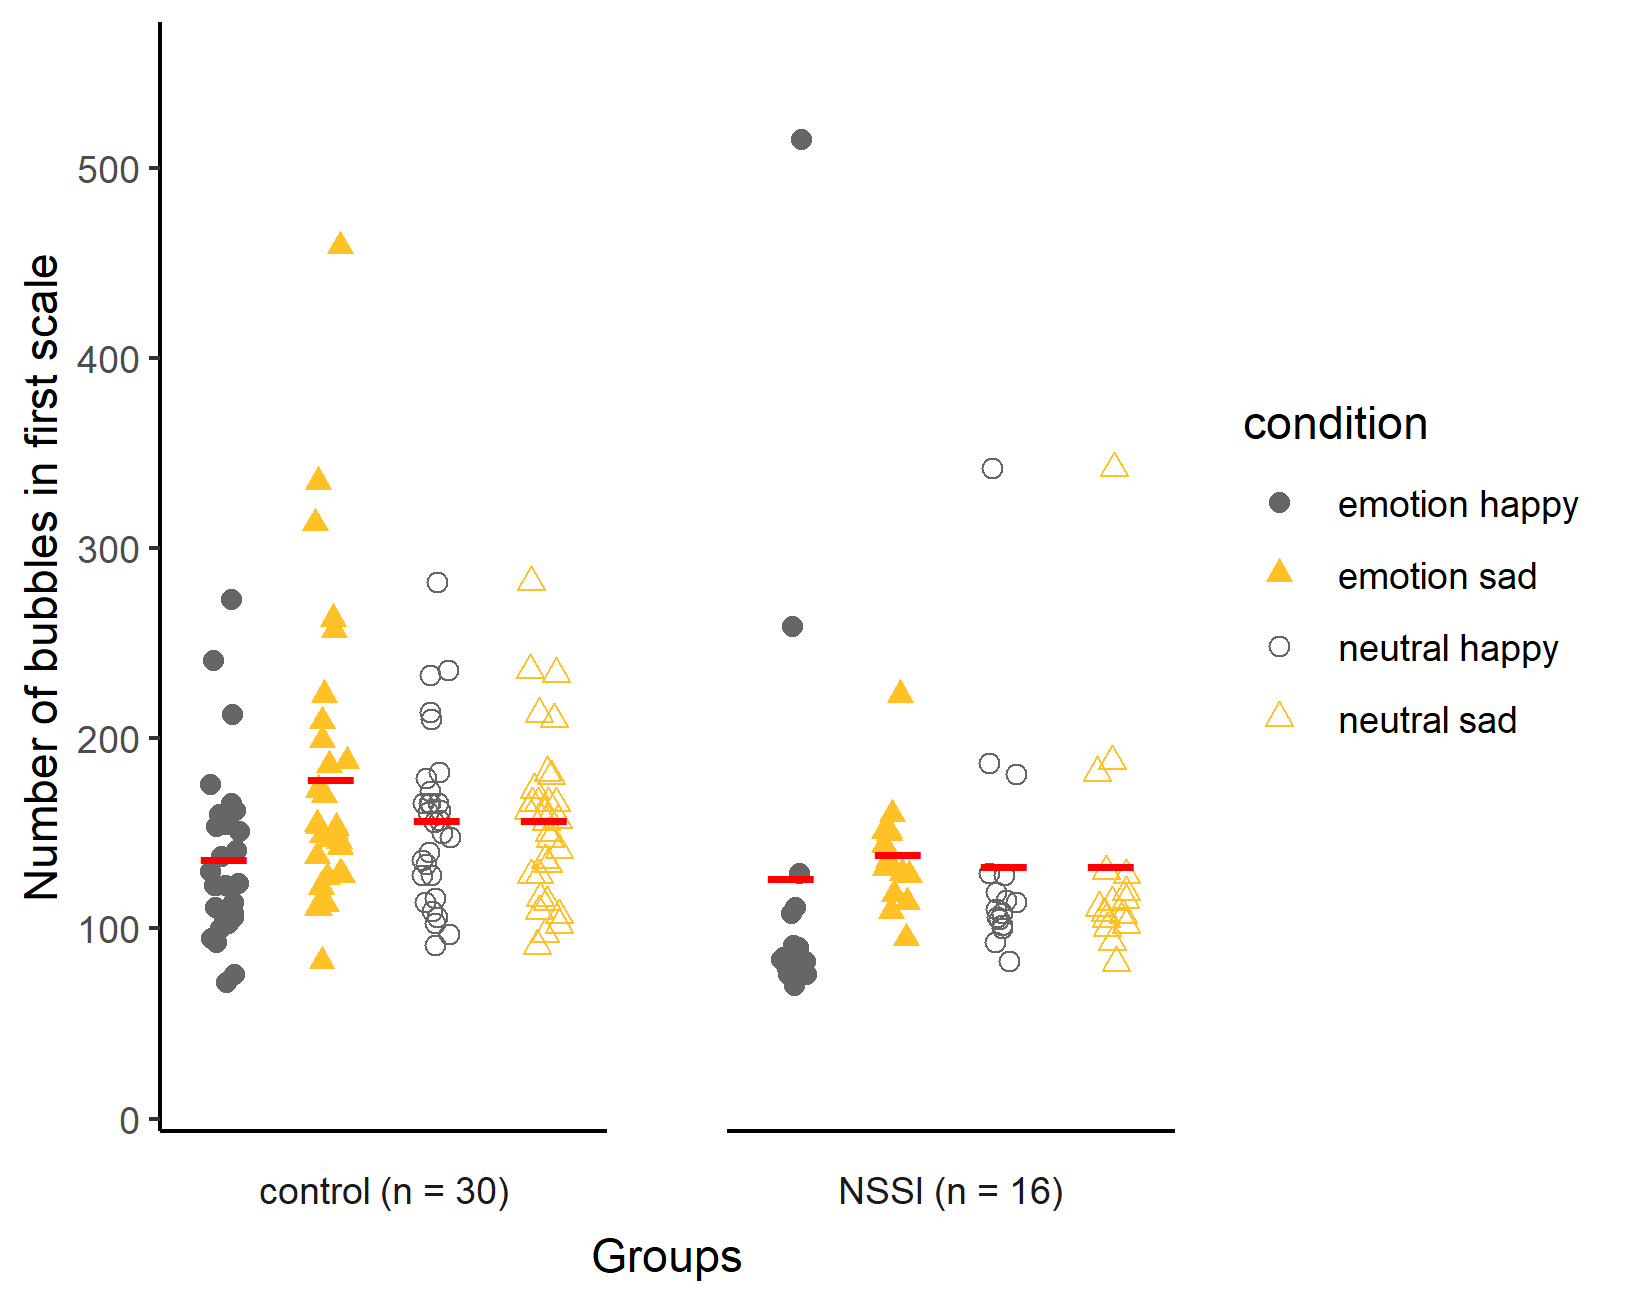 Number of bubbles in first scale
500
400
300
200
100
0
control (n = 30)
NSSI (n = 16)
Groups
condition
emotion happy
emotion sad
neutral happy
neutral sad